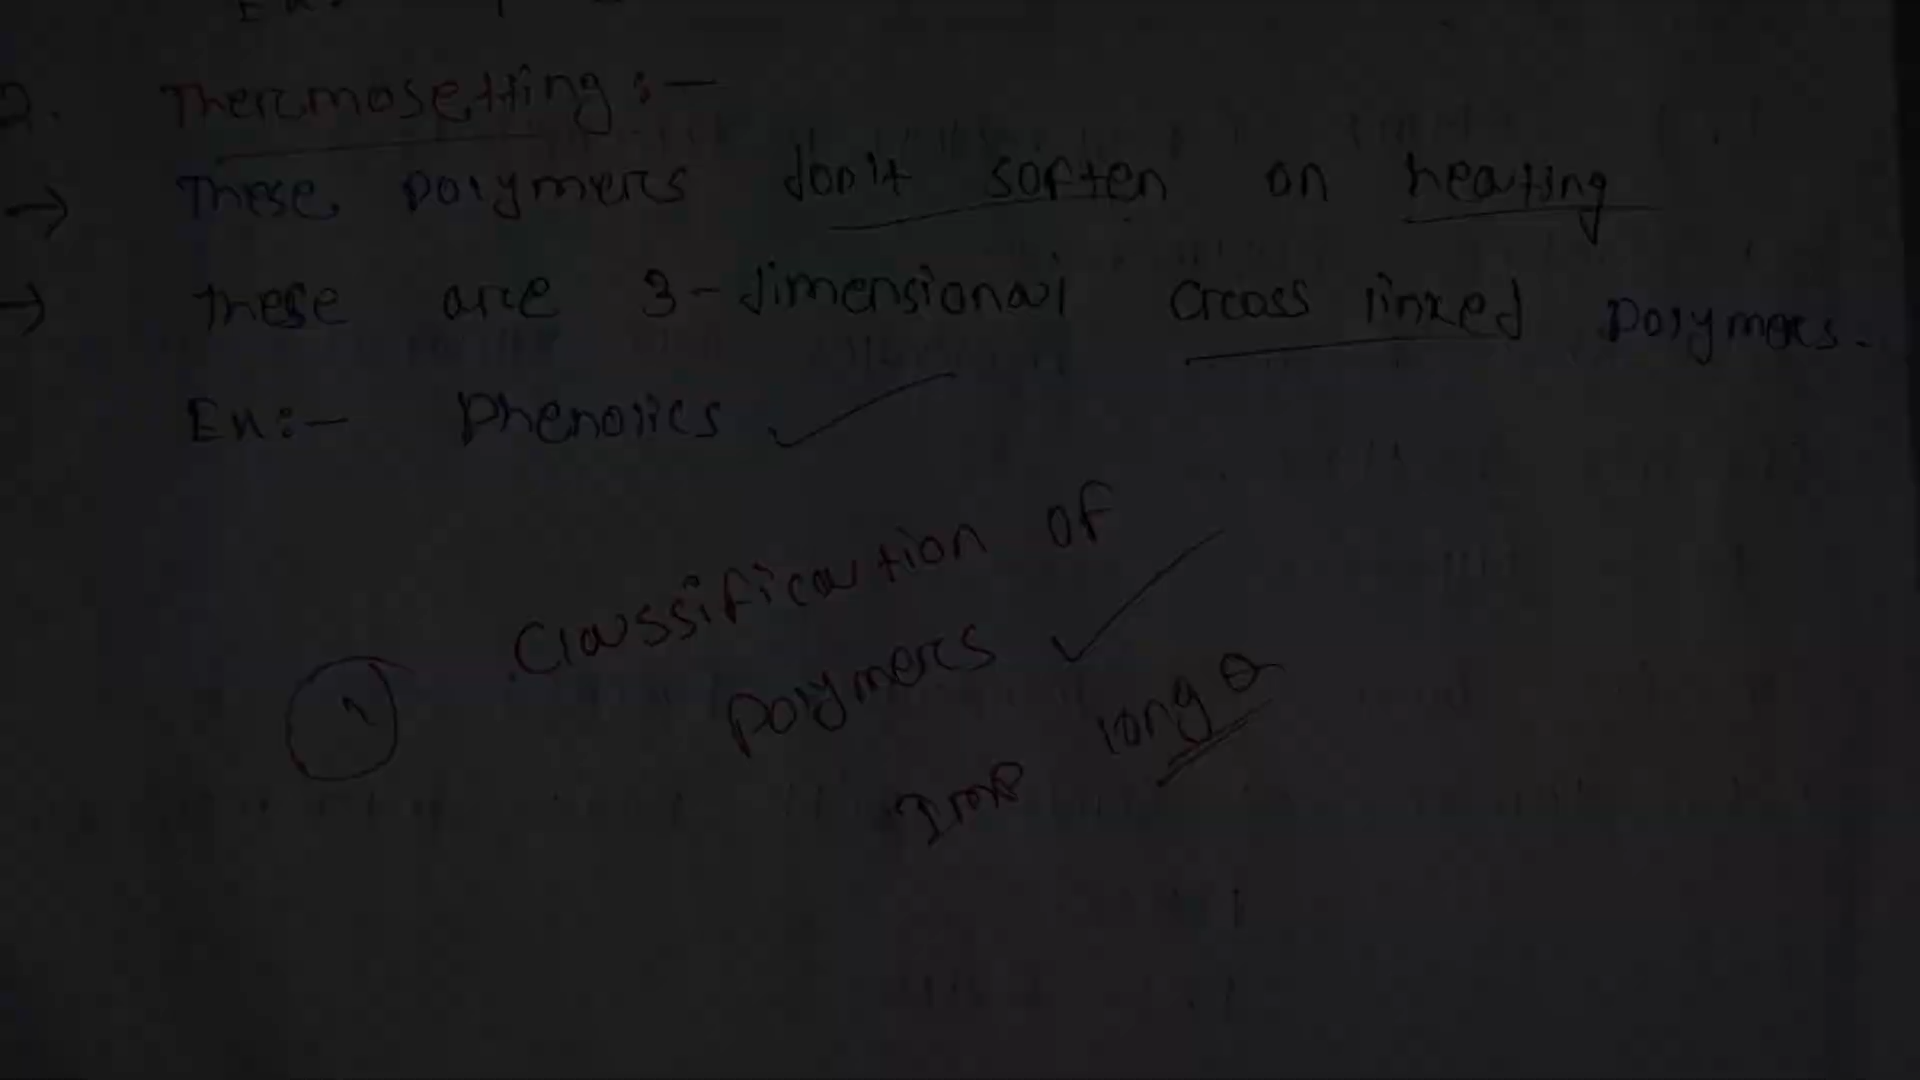 2. Thermosetting :-
→ These polymers don't soften on heating
→ these are 3-dimensional cross linked polymers.
Ex:- Phenolics ✓
Classification of
polymers ✓
1
Imp long Q